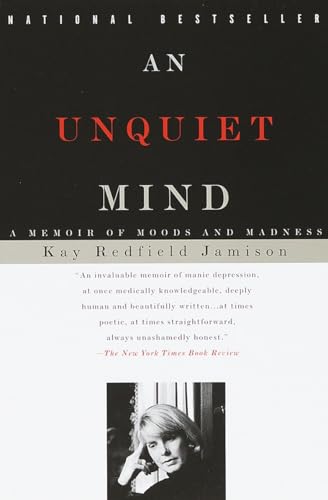 NATIONAL BESTSELLER
AN
UNQUIET
MIND
A MEMOIR OF MOODS AND MADNESS
Kay Redfield Jamison
"An invaluable memoir of manic depression,
at once medically knowledgeable, deeply
human and beautifully written...at times
poetic, at times straightforward,
always unashamedly honest."
—The New York Times Book Review